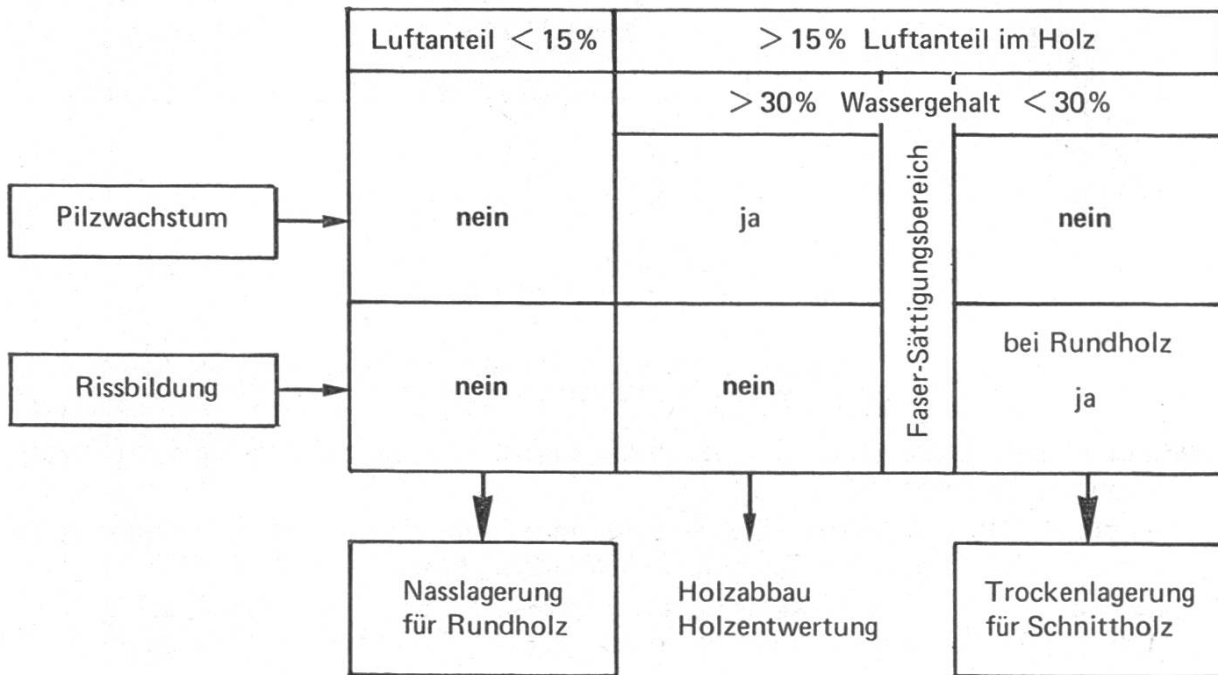 Luftanteil < 15%
> 15% Luftanteil im Holz
> 30% Wassergehalt < 30%
Faser-Sättigungsbereich
Pilzwachstum
nein
ja
nein
Rissbildung
nein
nein
bei Rundholz
ja
Nasslagerung
für Rundholz
Holzabbau
Holzentwertung
Trockenlagerung
für Schnittholz